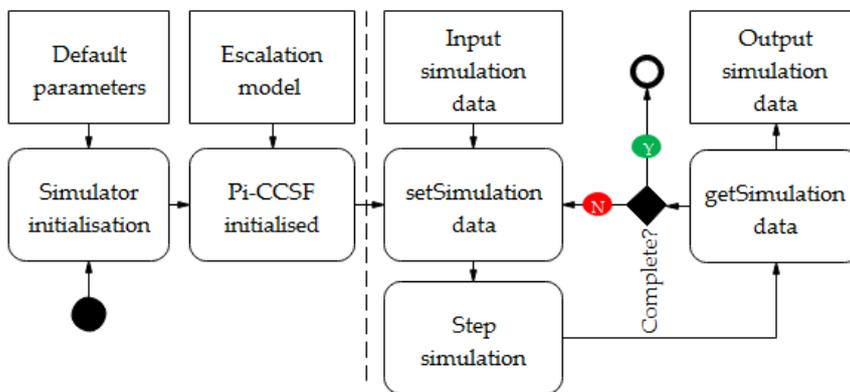 Default
parameters
Escalation
model
Input
simulation
data
Output
simulation
data
Simulator
initialisation
Pi-CCSF
initialised
setSimulation
data
N
Y
Complete?
getSimulation
data
Step
simulation